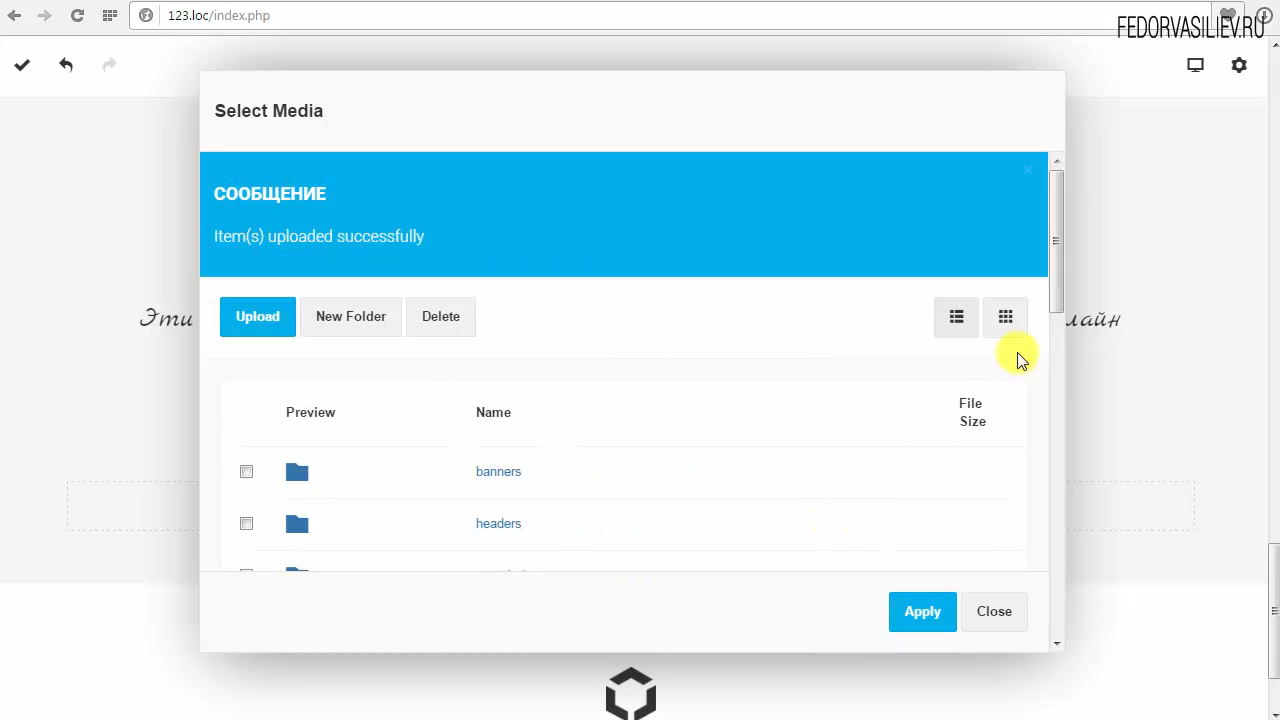 123.loc/index.php
FEDORVASILIEV.RU
Select Media
СООБЩЕНИЕ
Item(s) uploaded successfully
Upload
New Folder
Delete
Эти
лайн
Preview
Name
File
Size
banners
headers
Apply
Close